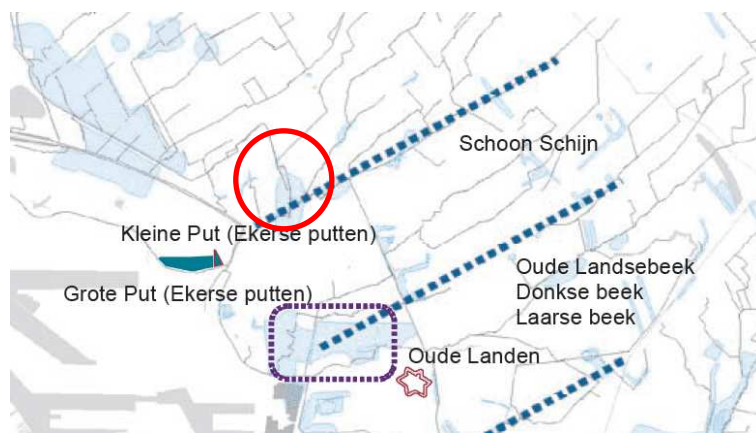 Schoon Schijn
Kleine Put (Ekerse putten)
Grote Put (Ekerse putten)
Oude Landsebeek
Donkse beek
Laarse beek
Oude Landen